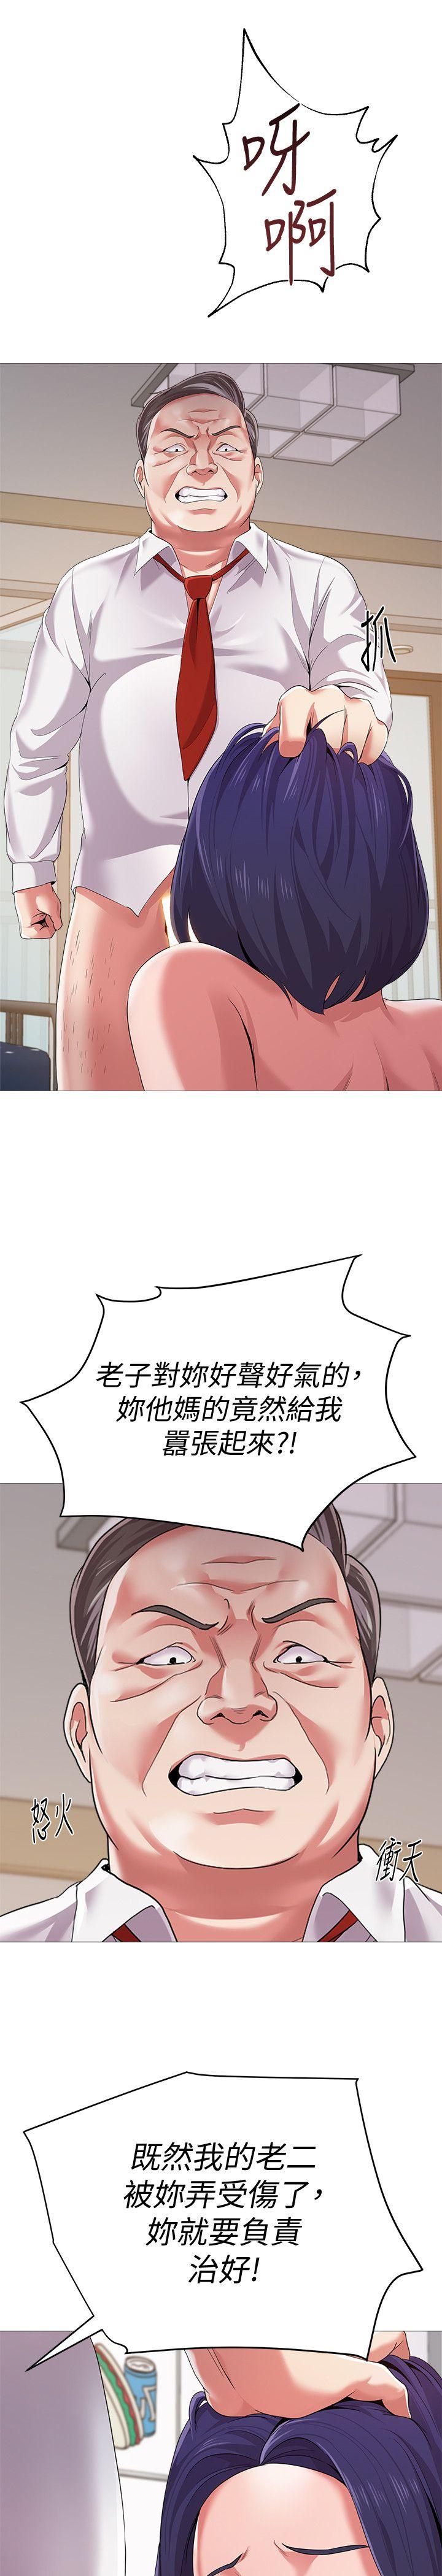 呀
啊
抓
老子對妳好聲好氣的，
妳他媽的竟然給我
囂張起來?!
怒火
衝天
既然我的老二
被妳弄受傷了，
妳就要負責
治好!